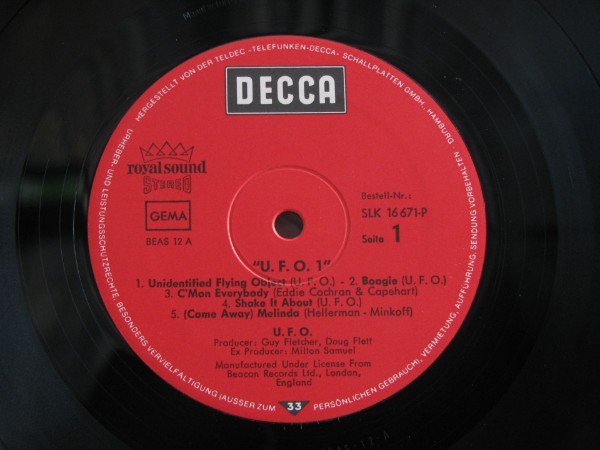 HERGESTELLT VON DER TELDEC »TELEFUNKEN-DECCA« SCHALLPLATTEN GMBH · HAMBURG
DECCA
royal sound
STEREO
GEMA
BEAS 12 A
Bestell-Nr.:
SLK 16 671-P
Seite 1
"U. F. O. 1"
1. Unidentified Flying Object (U. F. O.) - 2. Boogie (U. F. O.)
3. C'Mon Everybody (Eddie Cochran & Capehart)
4. Shake It About (U. F. O.)
5. (Come Away) Melinda (Hellerman - Minkoff)
U. F. O.
Producer: Guy Fletcher, Doug Flett
Ex Producer: Milton Samuel
Manufactured Under License From
Beacon Records Ltd., London,
England
33
URHEBER- UND LEISTUNGSSCHUTZRECHTE, BESONDERS VERVIELFÄLTIGUNG (AUSSER ZUM PERSÖNLICHEN GEBRAUCH), VERMIETUNG, AUFFÜHRUNG, SENDUNG VORBEHALTEN
BEAS 12 A